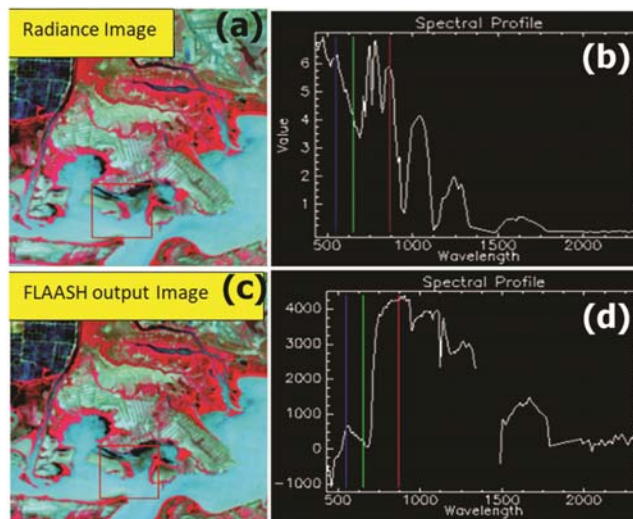 Radiance Image
(a)
Spectral Profile
(b)
6
5
4
3
2
1
Value
500 1000 1500 2000
Wavelength
FLAASH output Image
(c)
Spectral Profile
(d)
4000
3000
2000
1000
0
-1000
500 1000 1500 2000
Wavelength